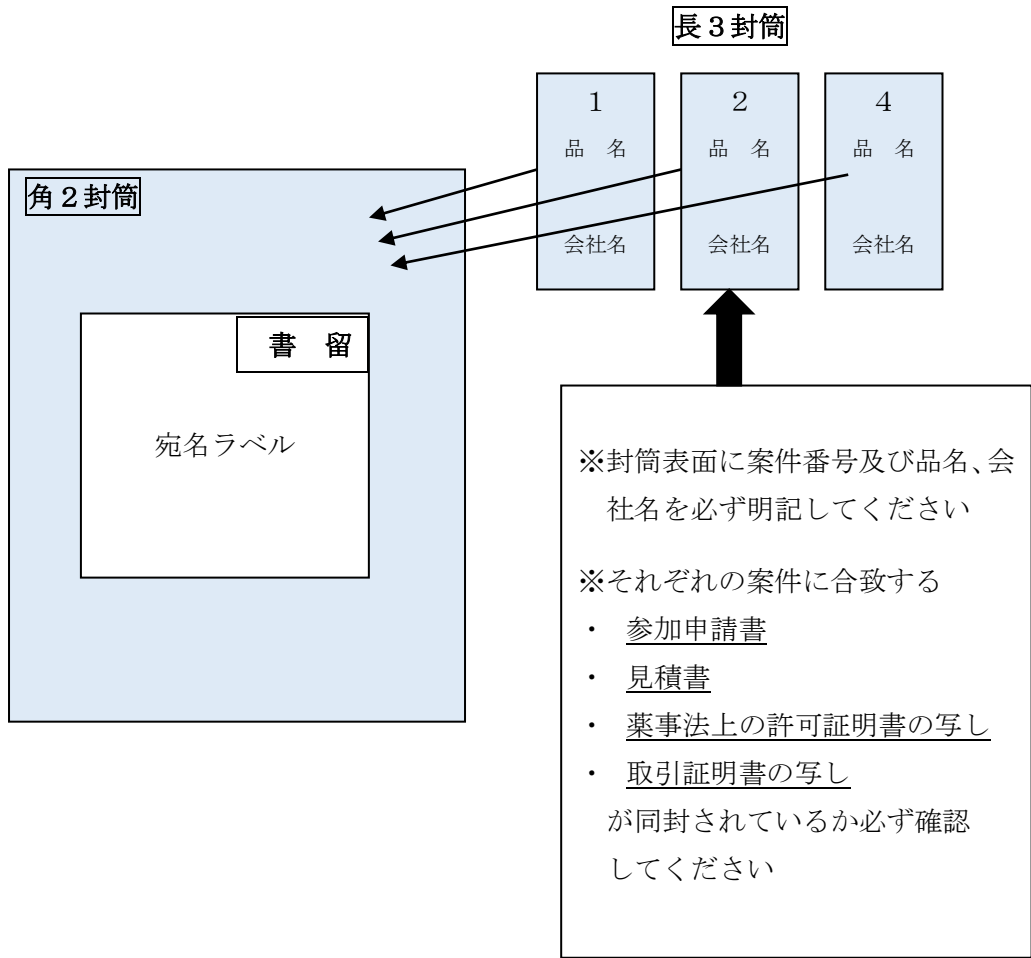 長３封筒
１
品　名
会社名
２
品　名
会社名
４
品　名
会社名
角２封筒
書　留
宛名ラベル
※封筒表面に案件番号及び品名、会
社名を必ず明記してください
※それぞれの案件に合致する
・　参加申請書
・　見積書
・　薬事法上の許可証明書の写し
・　取引証明書の写し
が同封されているか必ず確認
してください